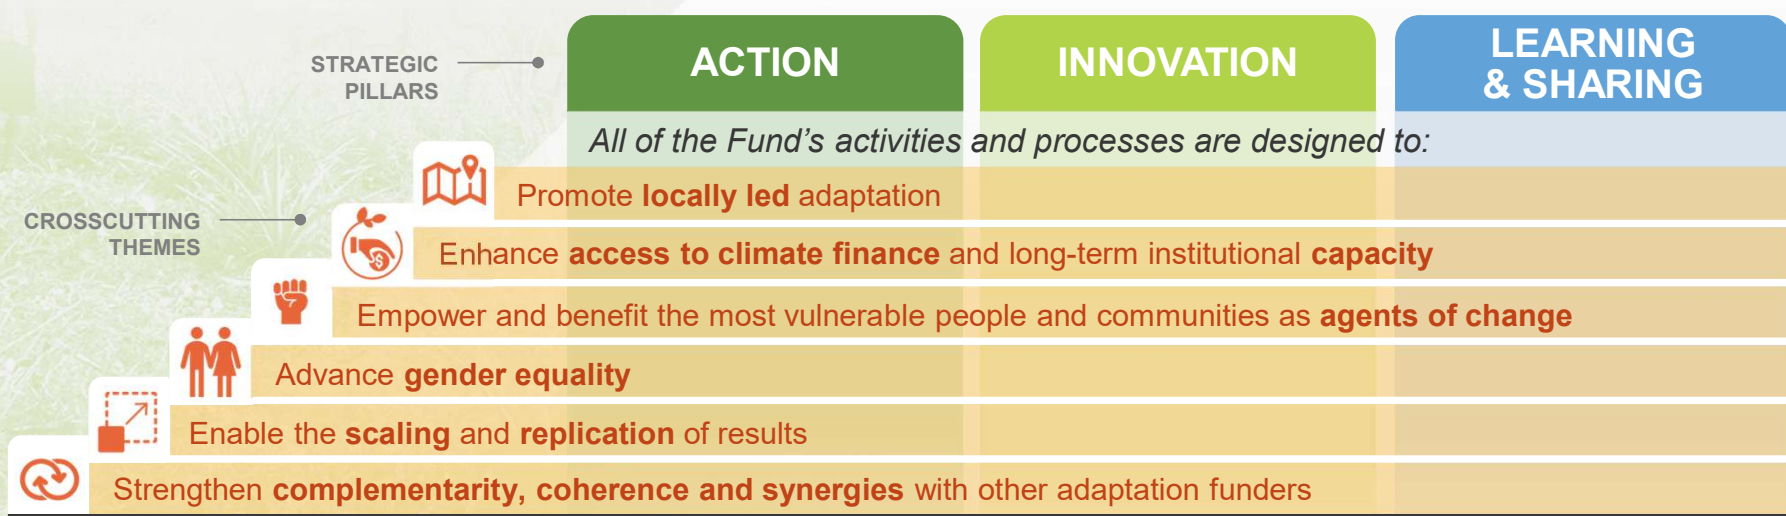 STRATEGIC
PILLARS
ACTION
INNOVATION
LEARNING
& SHARING
All of the Fund’s activities and processes are designed to:
CROSSCUTTING
THEMES
Promote locally led adaptation
Enhance access to climate finance and long-term institutional capacity
Empower and benefit the most vulnerable people and communities as agents of change
Advance gender equality
Enable the scaling and replication of results
Strengthen complementarity, coherence and synergies with other adaptation funders